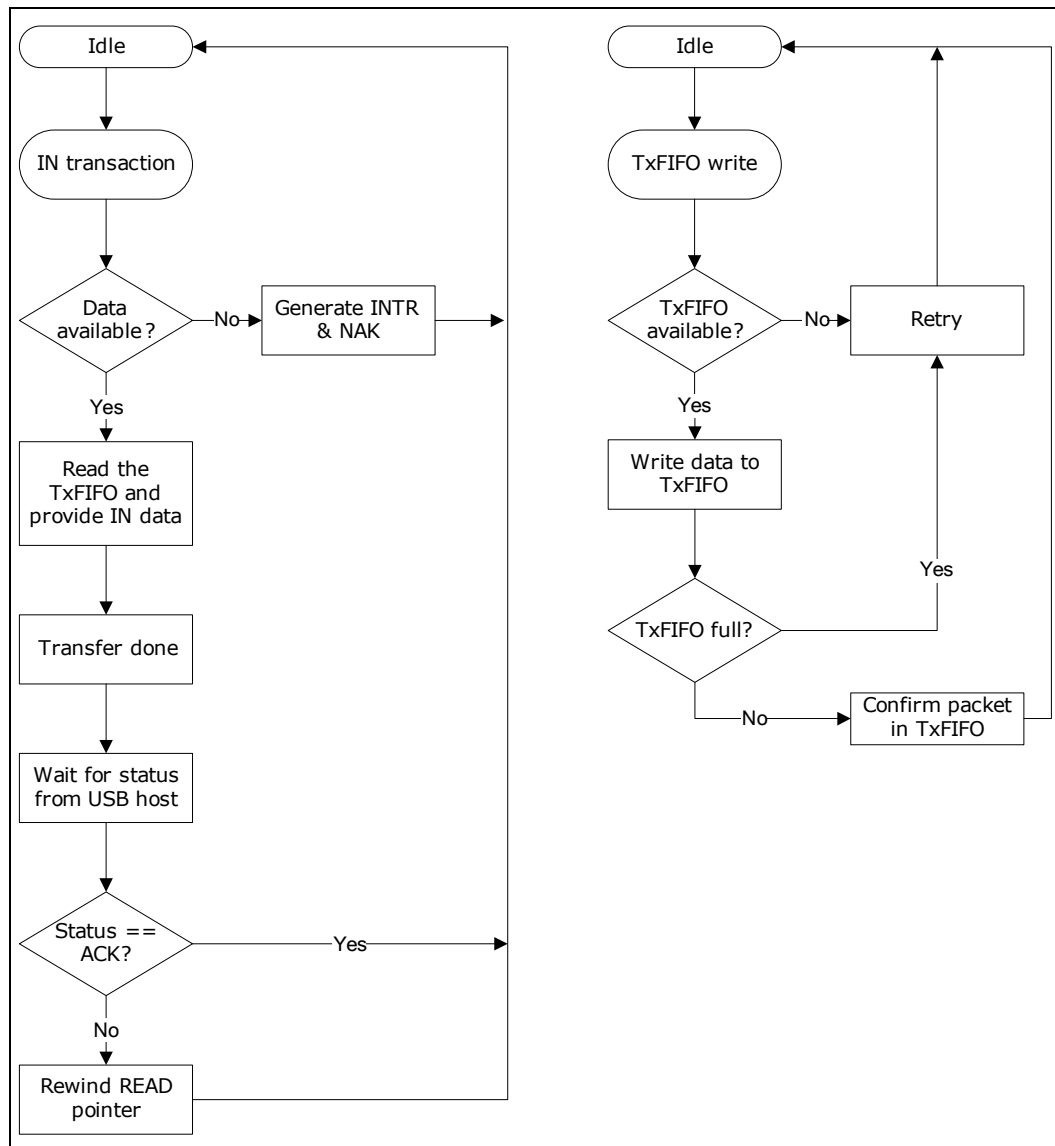 Idle
IN transaction
Data
available?
No
Generate INTR
& NAK
Yes
Read the
TxFIFO and
provide IN data
Transfer done
Wait for status
from USB host
Status ==
ACK?
Yes
No
Rewind READ
pointer
Idle
TxFIFO write
TxFIFO
available?
No
Retry
Yes
Write data to
TxFIFO
Yes
TxFIFO full?
No
Confirm packet
in TxFIFO